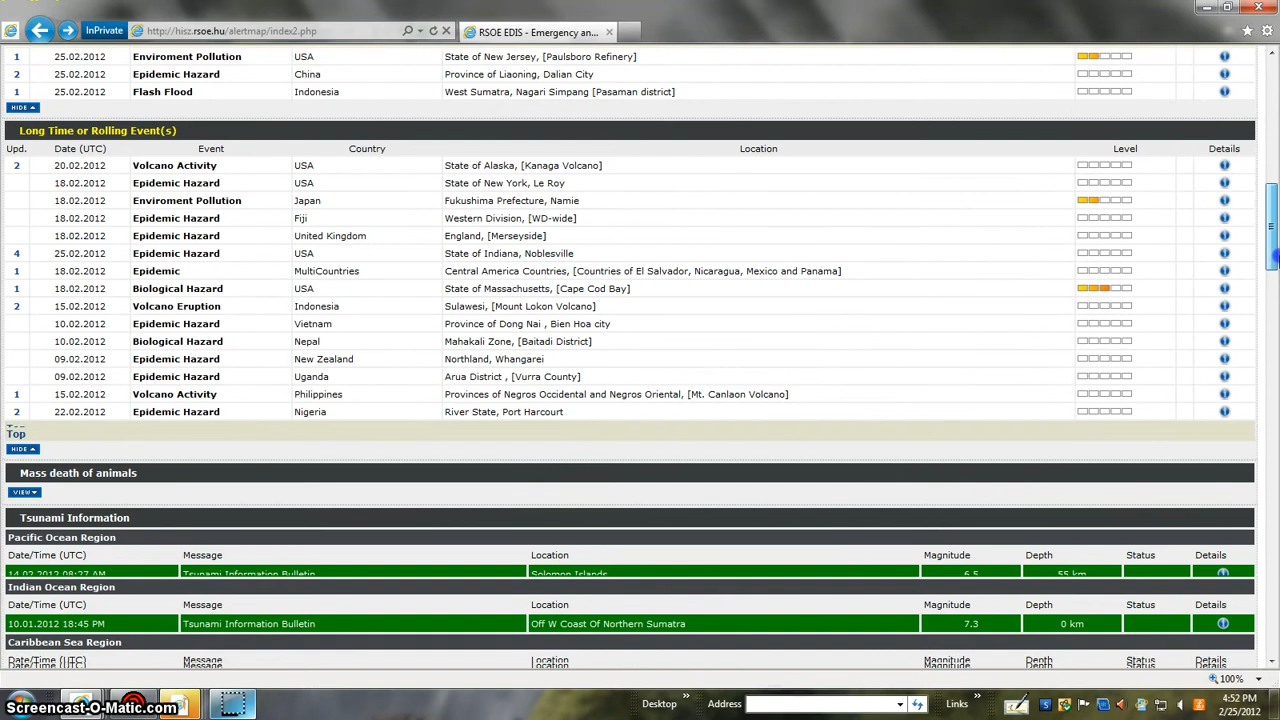 InPrivate http://hisz.rsoe.hu/alertmap/index2.php RSOE EDIS - Emergency an...
1 25.02.2012 Enviroment Pollution USA State of New Jersey, [Paulsboro Refinery]
2 25.02.2012 Epidemic Hazard China Province of Liaoning, Dalian City
1 25.02.2012 Flash Flood Indonesia West Sumatra, Nagari Simpang [Pasaman district]
HIDE
Long Time or Rolling Event(s)
Upd. Date (UTC) Event Country Location Level Details
2 20.02.2012 Volcano Activity USA State of Alaska, [Kanaga Volcano]
18.02.2012 Epidemic Hazard USA State of New York, Le Roy
18.02.2012 Enviroment Pollution Japan Fukushima Prefecture, Namie
18.02.2012 Epidemic Hazard Fiji Western Division, [WD-wide]
18.02.2012 Epidemic Hazard United Kingdom England, [Merseyside]
4 25.02.2012 Epidemic Hazard USA State of Indiana, Noblesville
1 18.02.2012 Epidemic MultiCountries Central America Countries, [Countries of El Salvador, Nicaragua, Mexico and Panama]
1 18.02.2012 Biological Hazard USA State of Massachusetts, [Cape Cod Bay]
2 15.02.2012 Volcano Eruption Indonesia Sulawesi, [Mount Lokon Volcano]
10.02.2012 Epidemic Hazard Vietnam Province of Dong Nai , Bien Hoa city
10.02.2012 Biological Hazard Nepal Mahakali Zone, [Baitadi District]
09.02.2012 Epidemic Hazard New Zealand Northland, Whangarei
09.02.2012 Epidemic Hazard Uganda Arua District , [Vurra County]
1 15.02.2012 Volcano Activity Philippines Provinces of Negros Occidental and Negros Oriental, [Mt. Canlaon Volcano]
2 22.02.2012 Epidemic Hazard Nigeria River State, Port Harcourt
Top
HIDE
Mass death of animals
VIEW
Tsunami Information
Pacific Ocean Region
Date/Time (UTC) Message Location Magnitude Depth Status Details
14.02.2012 08:27 AM Tsunami Information Bulletin Solomon Islands 6.5 55 km
Indian Ocean Region
Date/Time (UTC) Message Location Magnitude Depth Status Details
10.01.2012 18:45 PM Tsunami Information Bulletin Off W Coast Of Northern Sumatra 7.3 0 km
Caribbean Sea Region
Date/Time (UTC) Message Location Magnitude Depth Status Details
100%
Screencast-O-Matic.com Desktop Address Links 4:52 PM
2/25/2012